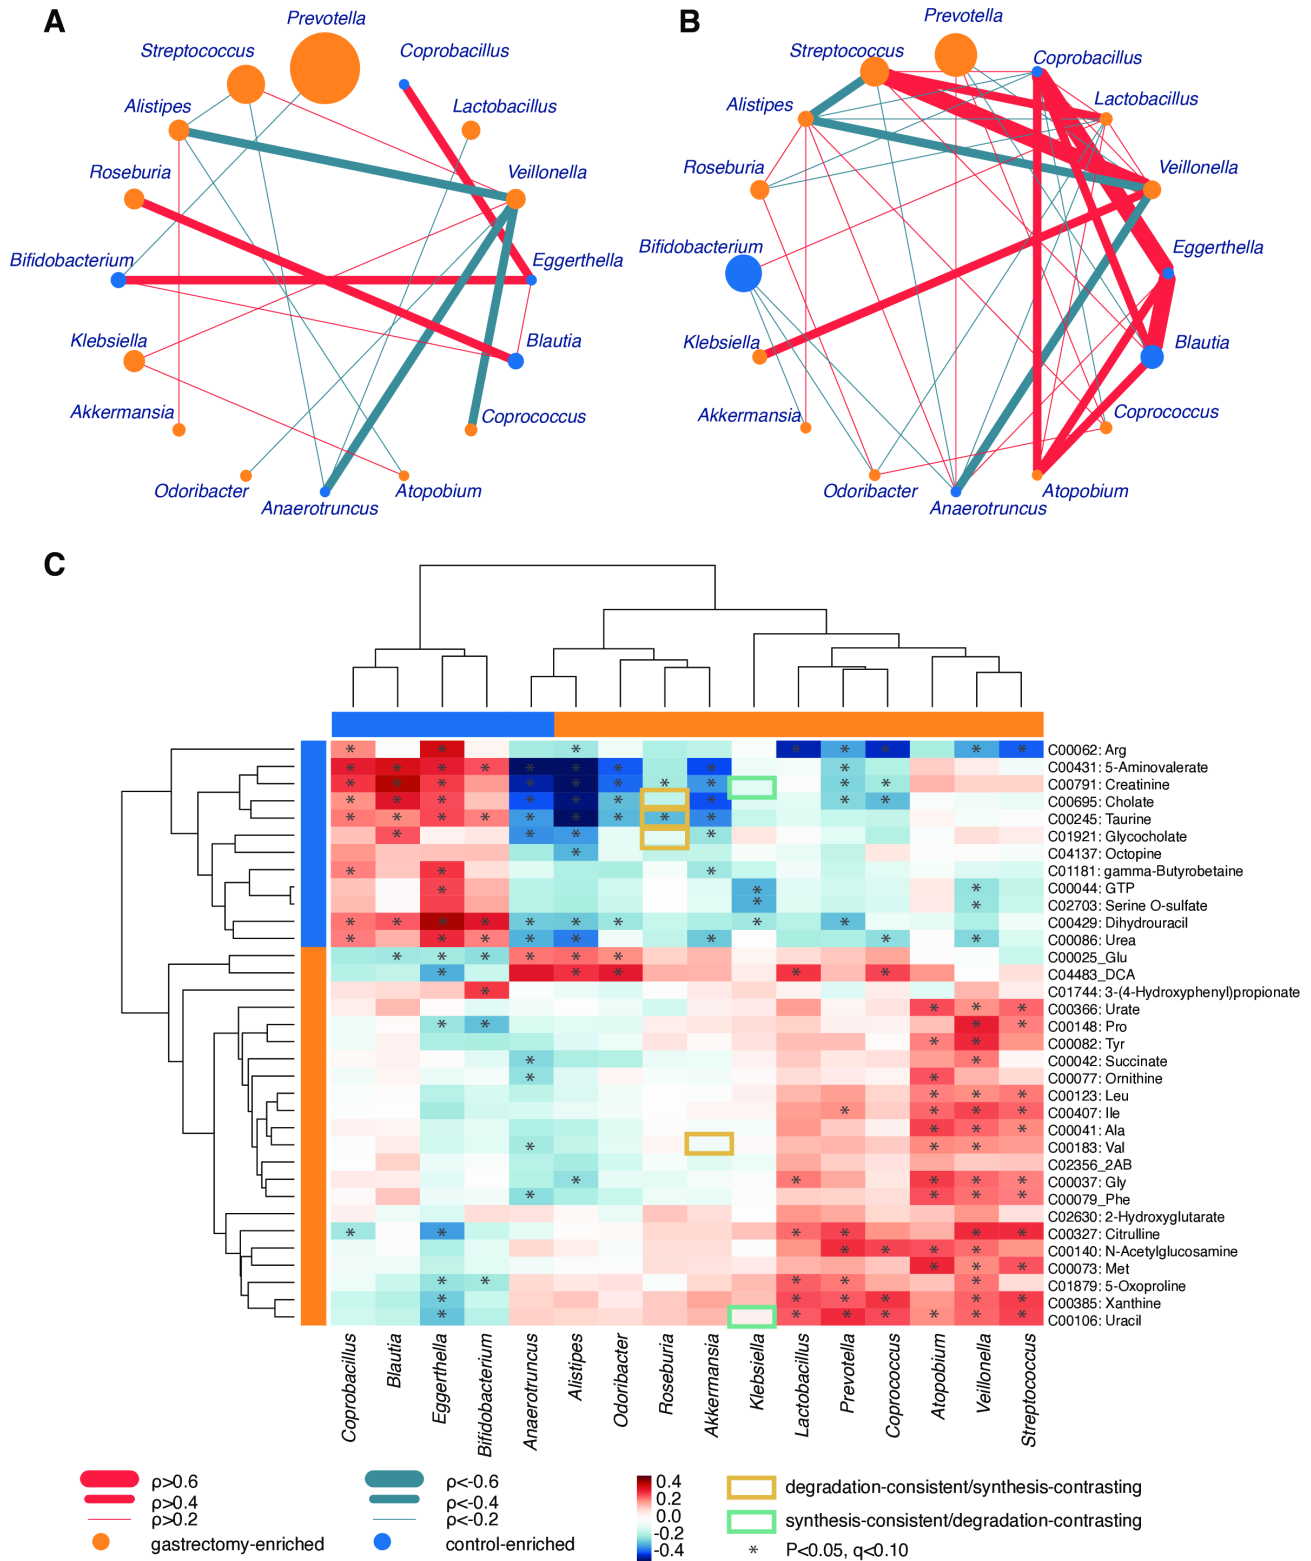 A
Prevotella
Streptococcus
Coprobacillus
Alistipes
Lactobacillus
Roseburia
Veillonella
Bifidobacterium
Eggerthella
Klebsiella
Blautia
Akkermansia
Coprococcus
Odoribacter
Atopobium
Anaerotruncus
B
Prevotella
Streptococcus
Coprobacillus
Alistipes
Lactobacillus
Roseburia
Veillonella
Bifidobacterium
Eggerthella
Klebsiella
Blautia
Akkermansia
Coprococcus
Odoribacter
Atopobium
Anaerotruncus
C
C00062: Arg
C00431: 5-Aminovalerate
C00791: Creatinine
C00695: Cholate
C00245: Taurine
C01921: Glycocholate
C04137: Octopine
C01181: gamma-Butyrobetaine
C00044: GTP
C02703: Serine O-sulfate
C00429: Dihydrouracil
C00086: Urea
C00025_Glu
C04483_DCA
C01744: 3-(4-Hydroxyphenyl)propionate
C00366: Urate
C00148: Pro
C00082: Tyr
C00042: Succinate
C00077: Ornithine
C00123: Leu
C00407: Ile
C00041: Ala
C00183: Val
C02356_2AB
C00037: Gly
C00079_Phe
C02630: 2-Hydroxyglutarate
C00327: Citrulline
C00140: N-Acetylglucosamine
C00073: Met
C01879: 5-Oxoproline
C00385: Xanthine
C00106: Uracil
Coprobacillus
Blautia
Eggerthella
Bifidobacterium
Anaerotruncus
Alistipes
Odoribacter
Roseburia
Akkermansia
Klebsiella
Lactobacillus
Prevotella
Coprococcus
Atopobium
Veillonella
Streptococcus
ρ>0.6
ρ>0.4
ρ>0.2
gastrectomy-enriched
ρ<-0.6
ρ<-0.4
ρ<-0.2
control-enriched
0.4
0.2
0.0
-0.2
-0.4
degradation-consistent/synthesis-contrasting
synthesis-consistent/degradation-contrasting
* P<0.05, q<0.10